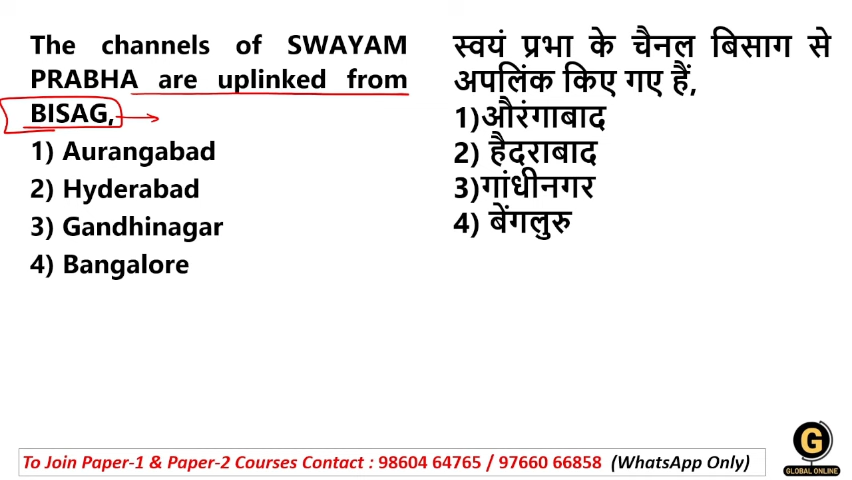 The channels of SWAYAM
PRABHA are uplinked from
BISAG,
1) Aurangabad
2) Hyderabad
3) Gandhinagar
4) Bangalore
स्वयं प्रभा के चैनल बिसाग से
अपलिंक किए गए हैं,
1)औरंगाबाद
2) हैदराबाद
3)गांधीनगर
4) बेंगलुरु
To Join Paper-1 & Paper-2 Courses Contact : 98604 64765 / 97660 66858 (WhatsApp Only)
G
GLOBAL ONLINE